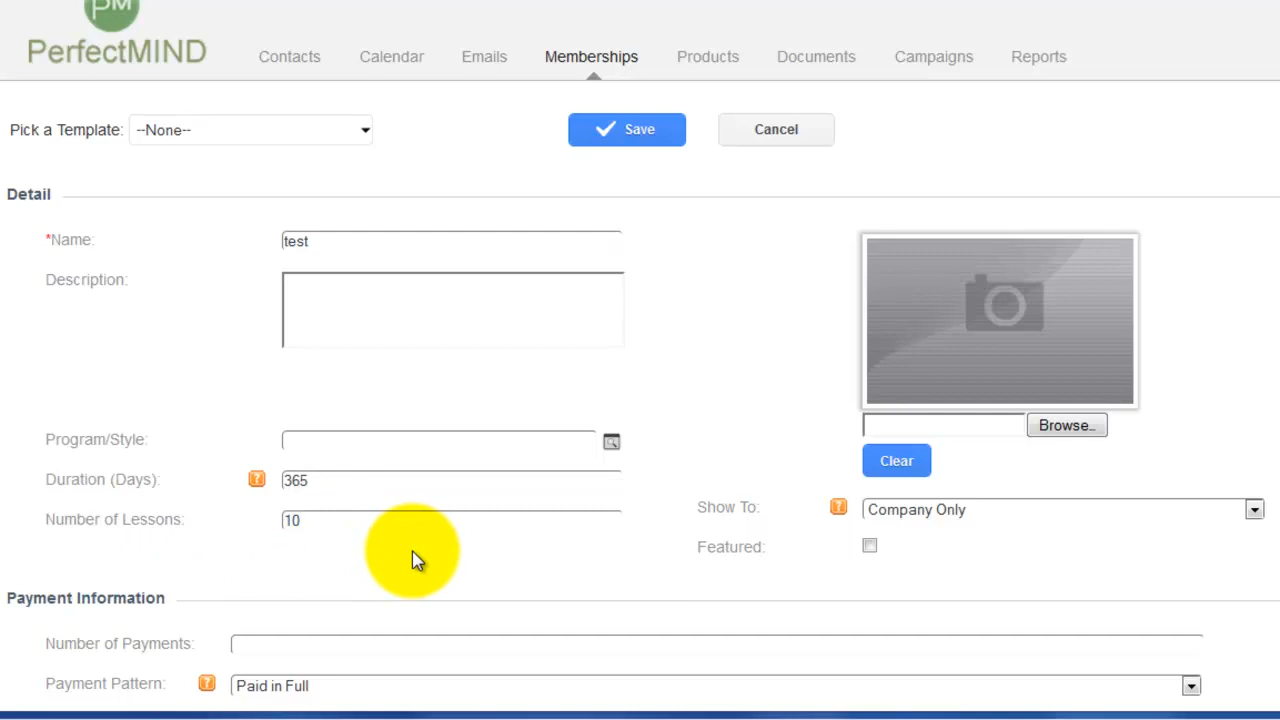 PM
PerfectMIND
Contacts Calendar Emails Memberships Products Documents Campaigns Reports
Pick a Template: --None-- Save Cancel
Detail
*Name: test
Description:
Program/Style:
Browse...
Duration (Days): ? 365
Clear
Number of Lessons: 10
Show To: ? Company Only
Featured:
Payment Information
Number of Payments:
Payment Pattern: ? Paid in Full